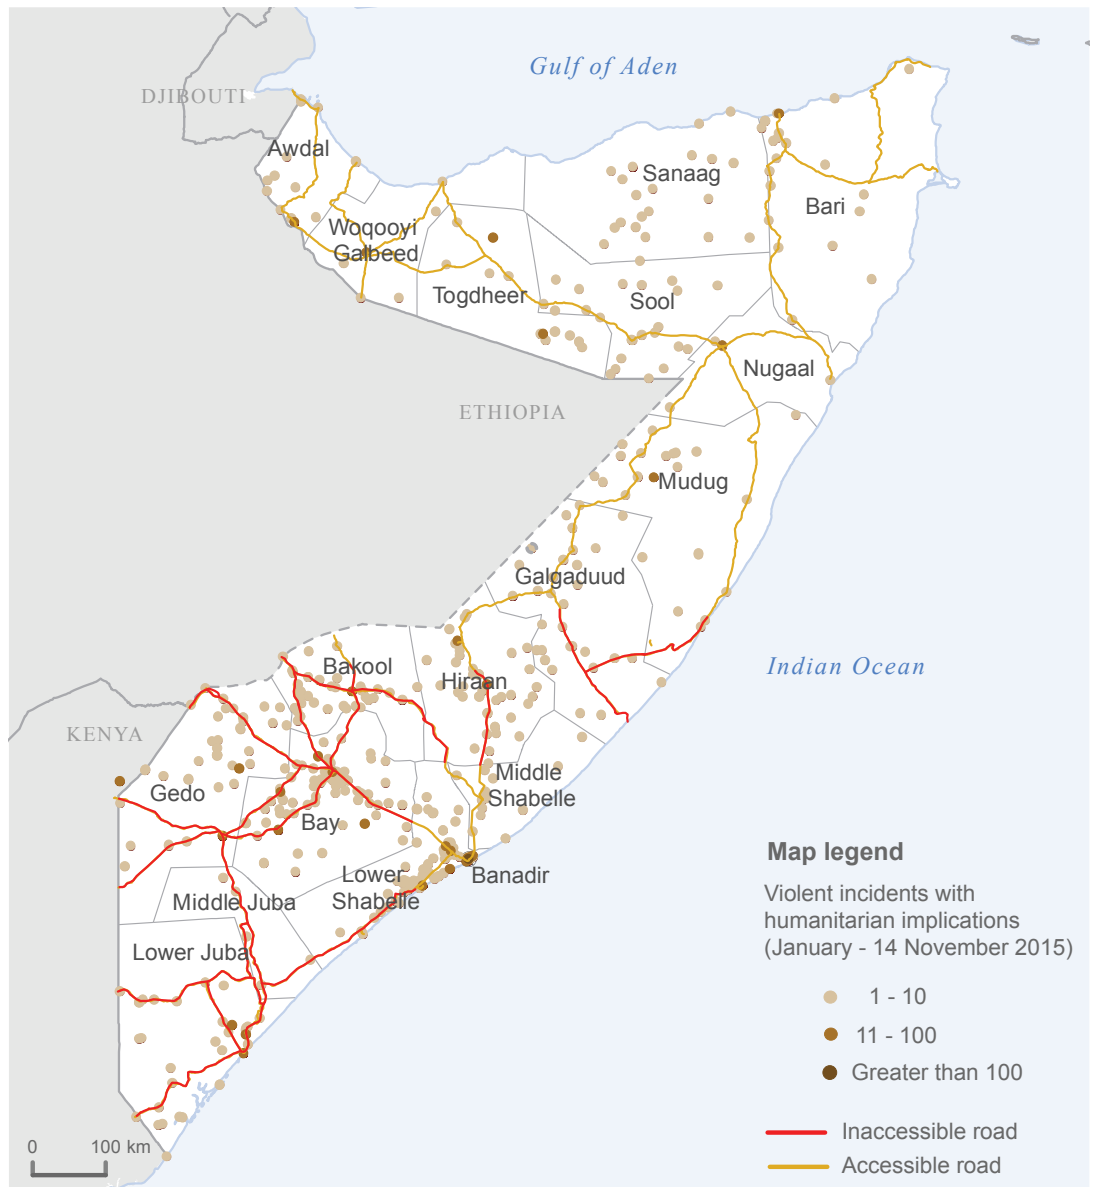 Gulf of Aden
DJIBOUTI
Awdal
Sanaag
Bari
Woqooyi
Galbeed
Togdheer
Sool
Nugaal
ETHIOPIA
Mudug
Galgaduud
Indian Ocean
Bakool
Hiraan
KENYA
Middle
Shabelle
Gedo
Bay
Lower
Shabelle
Banadir
Middle Juba
Lower Juba
Map legend
Violent incidents with
humanitarian implications
(January - 14 November 2015)
1 - 10
11 - 100
Greater than 100
Inaccessible road
Accessible road
0 100 km